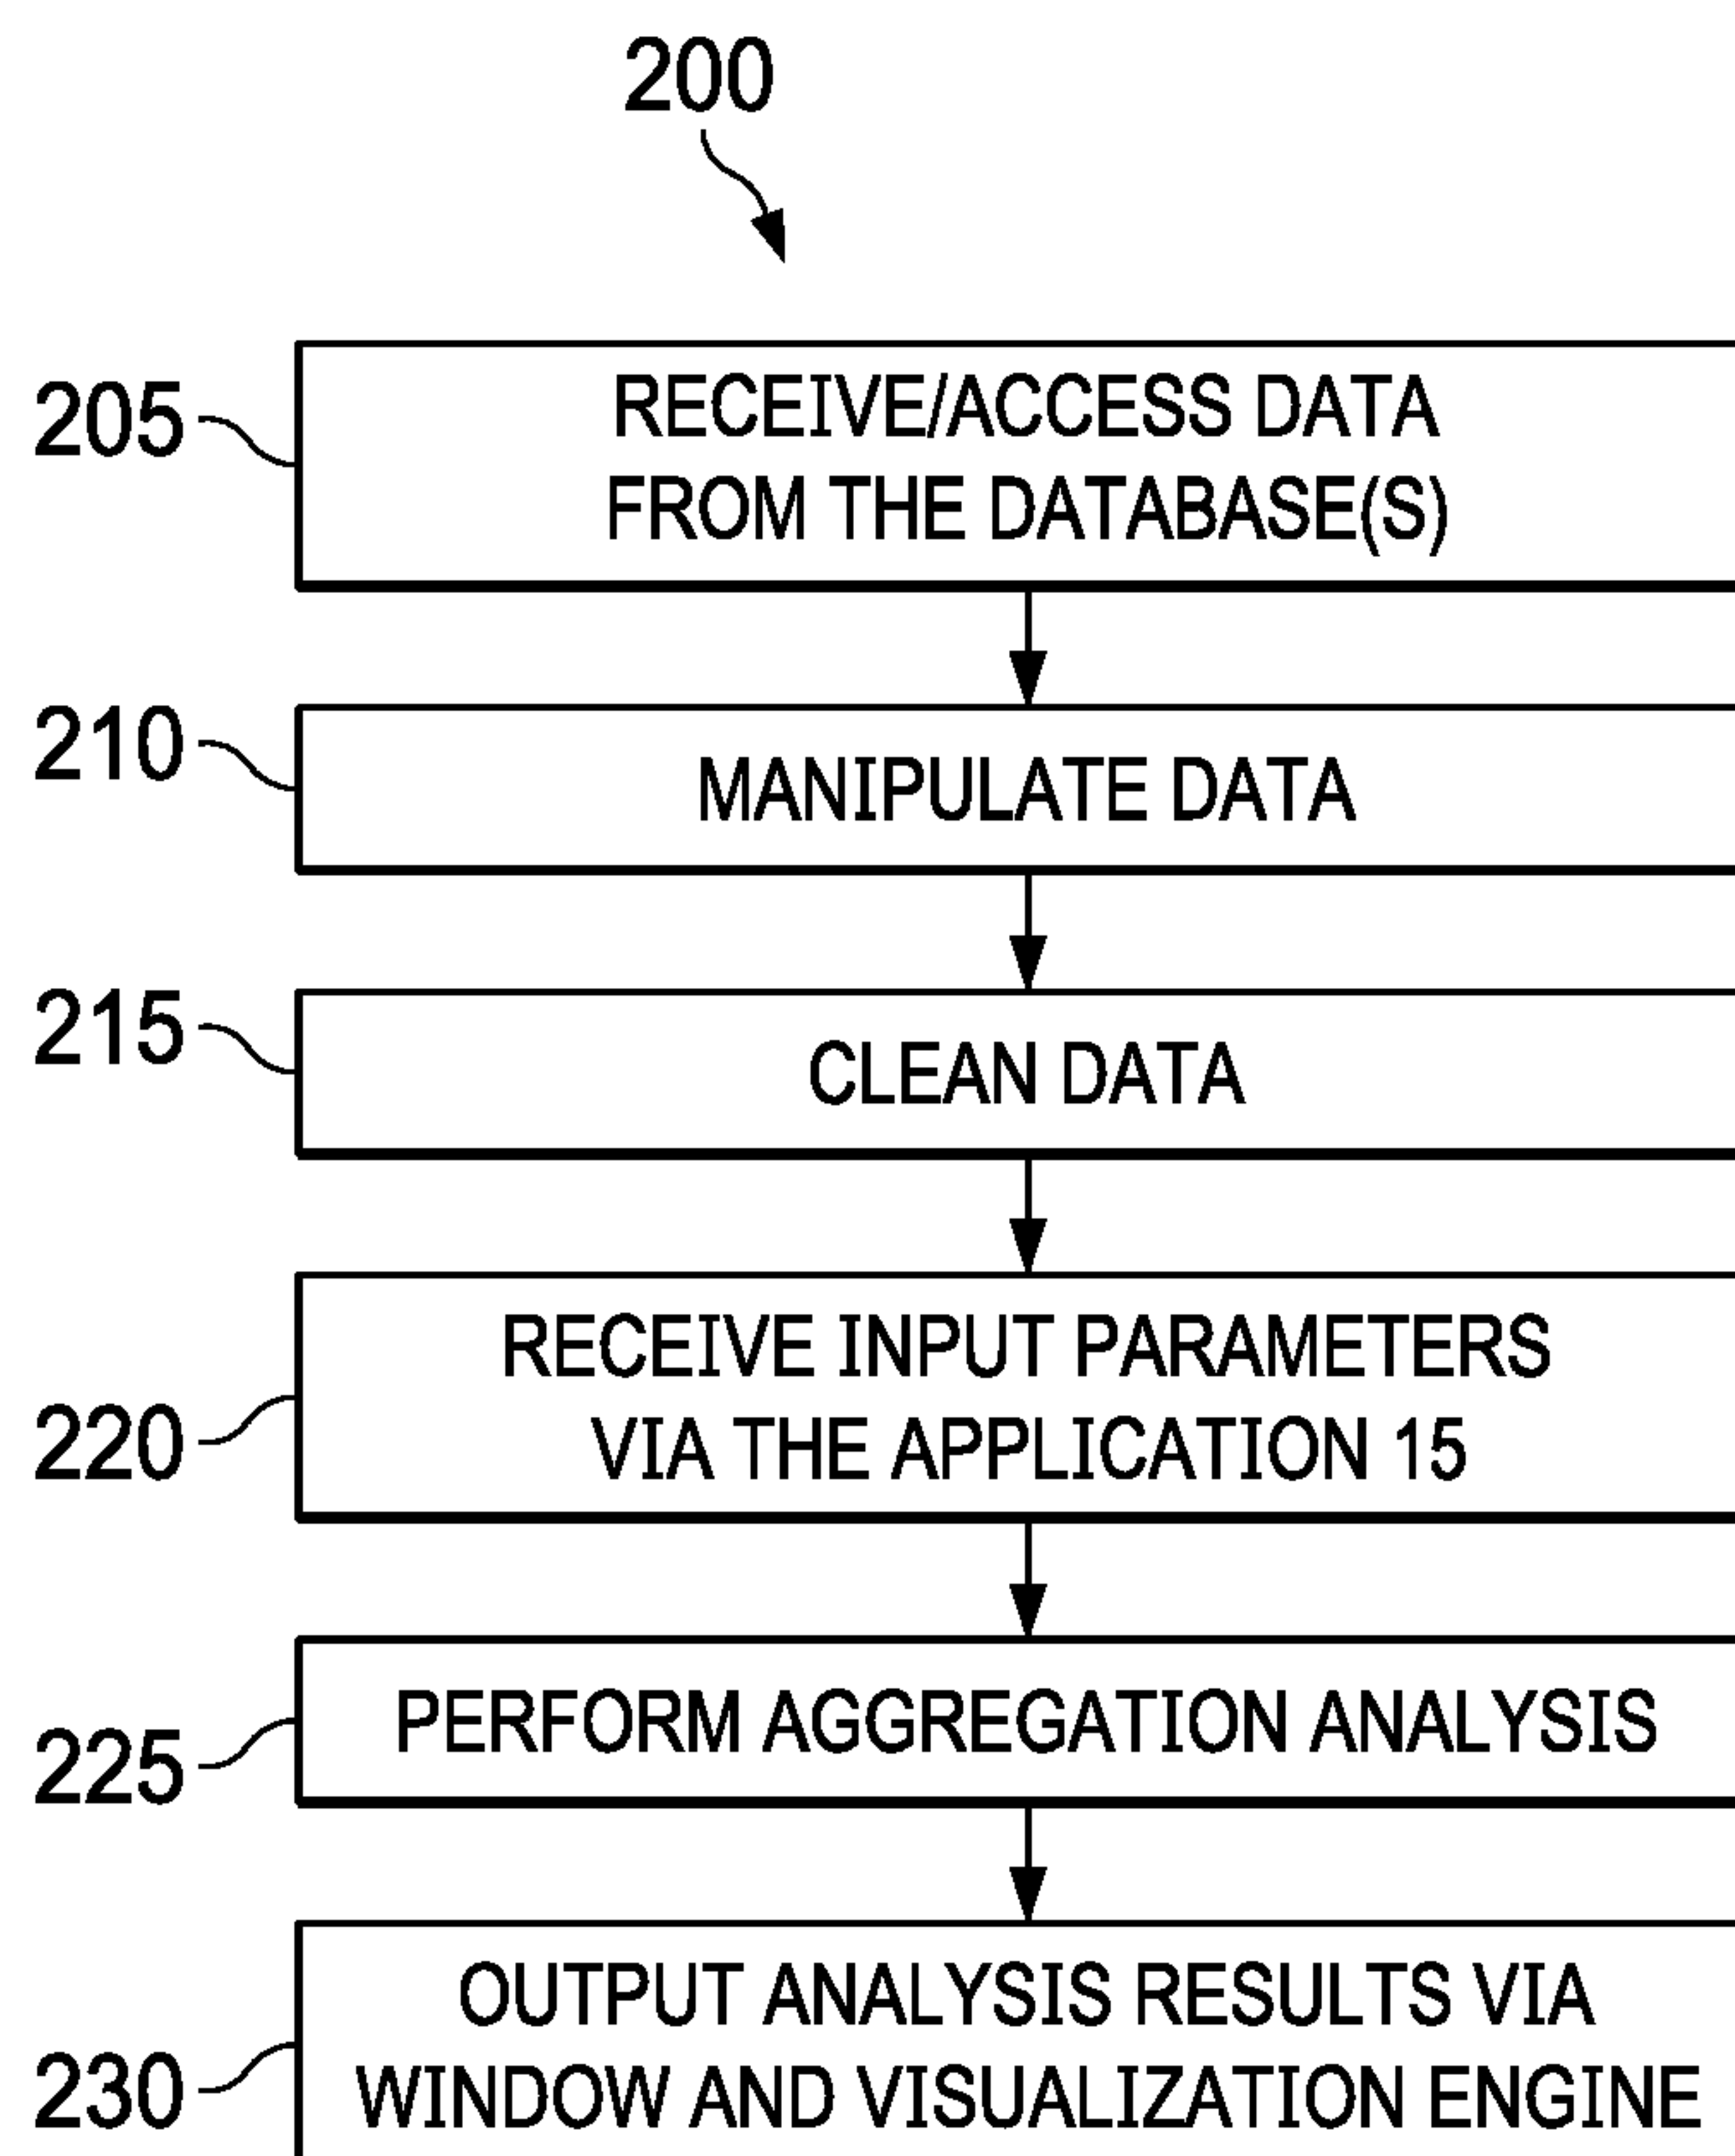 200
205
RECEIVE/ACCESS DATA
FROM THE DATABASE(S)
210
MANIPULATE DATA
215
CLEAN DATA
220
RECEIVE INPUT PARAMETERS
VIA THE APPLICATION 15
225
PERFORM AGGREGATION ANALYSIS
230
OUTPUT ANALYSIS RESULTS VIA
WINDOW AND VISUALIZATION ENGINE